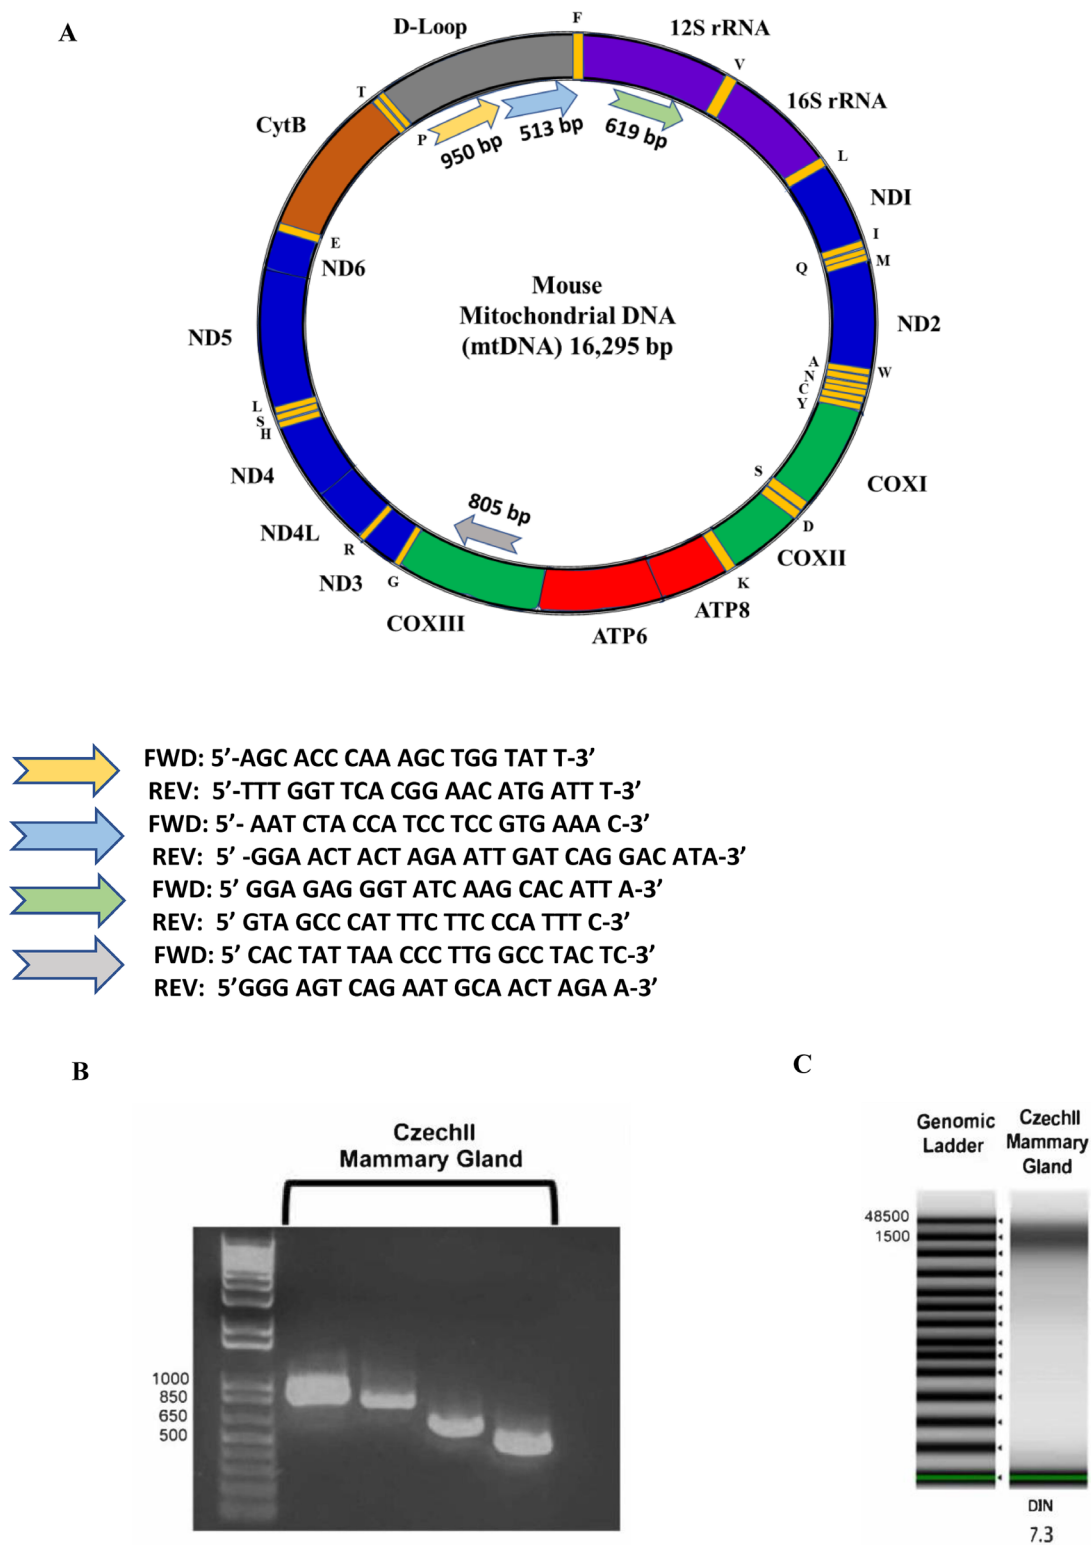 A
D-Loop
F
12S rRNA
V
16S rRNA
L
NDI
I
M
Q
ND2
A
N
C
Y
W
COXI
S
D
COXII
K
ATP8
ATP6
COXIII
G
ND3
R
ND4L
ND4
H
S
L
ND5
ND6
E
CytB
T
P
950 bp
513 bp
619 bp
805 bp
Mouse
Mitochondrial DNA
(mtDNA) 16,295 bp
FWD: 5’-AGC ACC CAA AGC TGG TAT T-3’
REV: 5’-TTT GGT TCA CGG AAC ATG ATT T-3’
FWD: 5’- AAT CTA CCA TCC TCC GTG AAA C-3’
REV: 5’ -GGA ACT ACT AGA ATT GAT CAG GAC ATA-3’
FWD: 5’ GGA GAG GGT ATC AAG CAC ATT A-3’
REV: 5’ GTA GCC CAT TTC TTC CCA TTT C-3’
FWD: 5’ CAC TAT TAA CCC TTG GCC TAC TC-3’
REV: 5’GGG AGT CAG AAT GCA ACT AGA A-3’
B
CzechII
Mammary Gland
1000
850
650
500
C
Genomic
Ladder
CzechII
Mammary
Gland
48500
1500
DIN
7.3